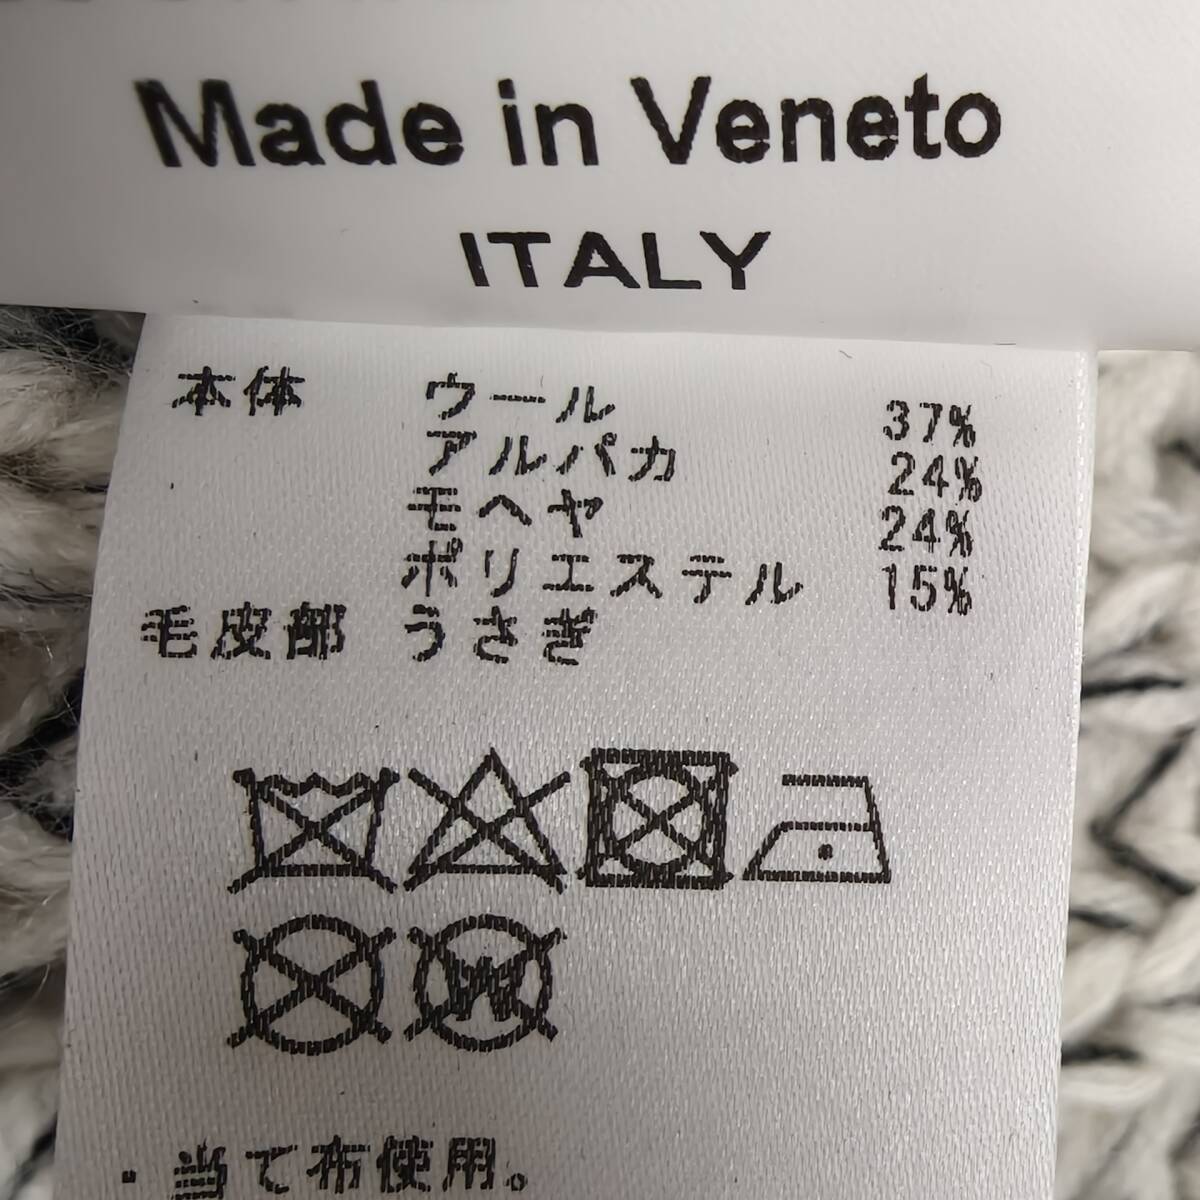 Made in Veneto
ITALY
本体 ウール 37%
アルパカ 24%
モヘヤ 24%
ポリエステル 15%
毛皮部 うさぎ
W
・当て布使用。